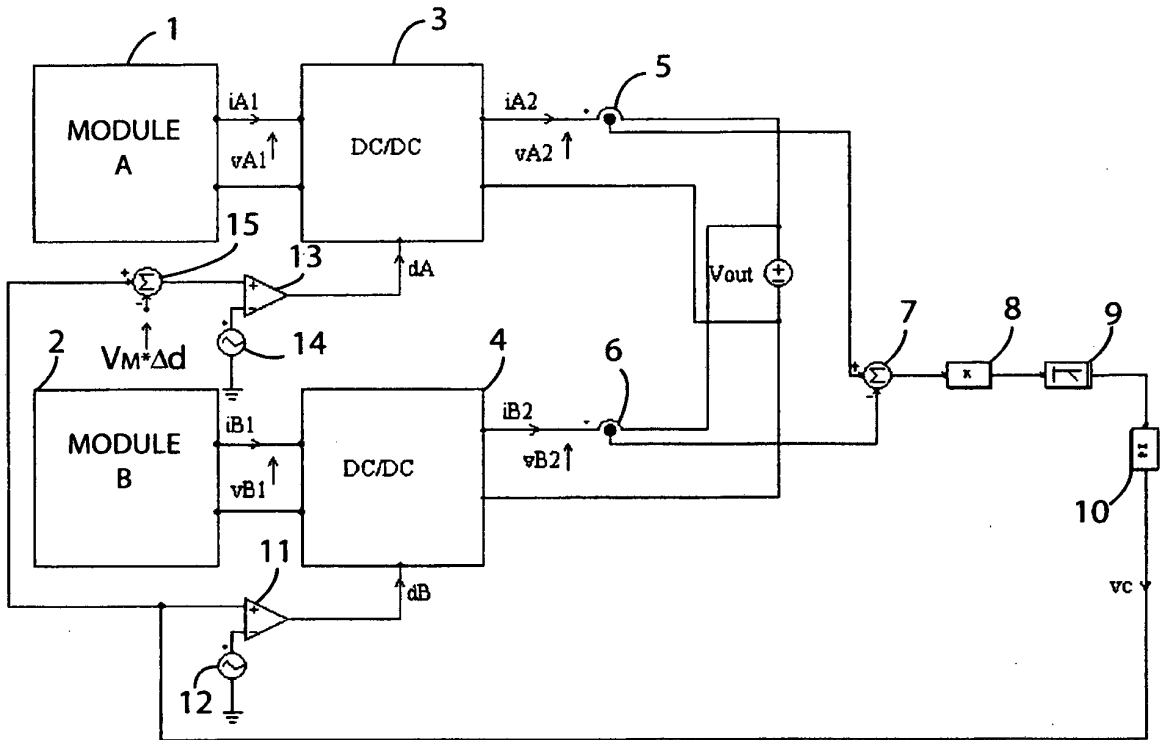 1
3
5
iA1
iA2
MODULE
A
vA1
DC/DC
vA2
15
13
dA
Vout
Σ
VM*Δd
14
2
4
6
7
8
9
Σ
iB1
iB2
MODULE
B
vB1
DC/DC
vB2
10
11
dB
vc
12